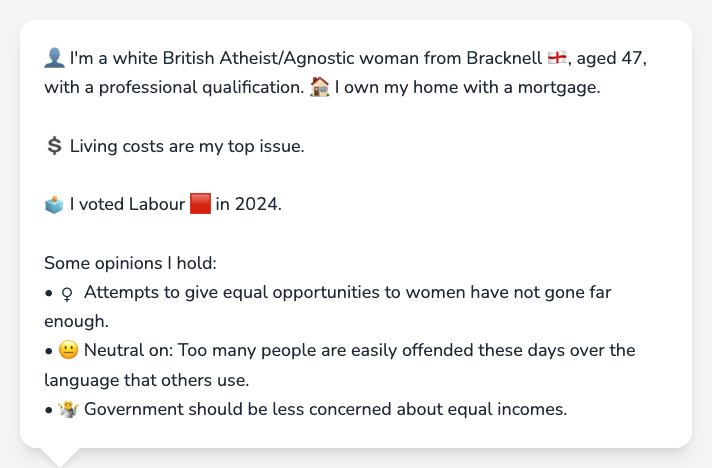 👤 I'm a white British Atheist/Agnostic woman from Bracknell 🏴󠁧󠁢󠁥󠁮󠁧󠁿, aged 47,
with a professional qualification. 🏠 I own my home with a mortgage.
💲 Living costs are my top issue.
🗳️ I voted Labour 🟥 in 2024.
Some opinions I hold:
• ♀ Attempts to give equal opportunities to women have not gone far
enough.
• 😐 Neutral on: Too many people are easily offended these days over the
language that others use.
• 🤷 Government should be less concerned about equal incomes.